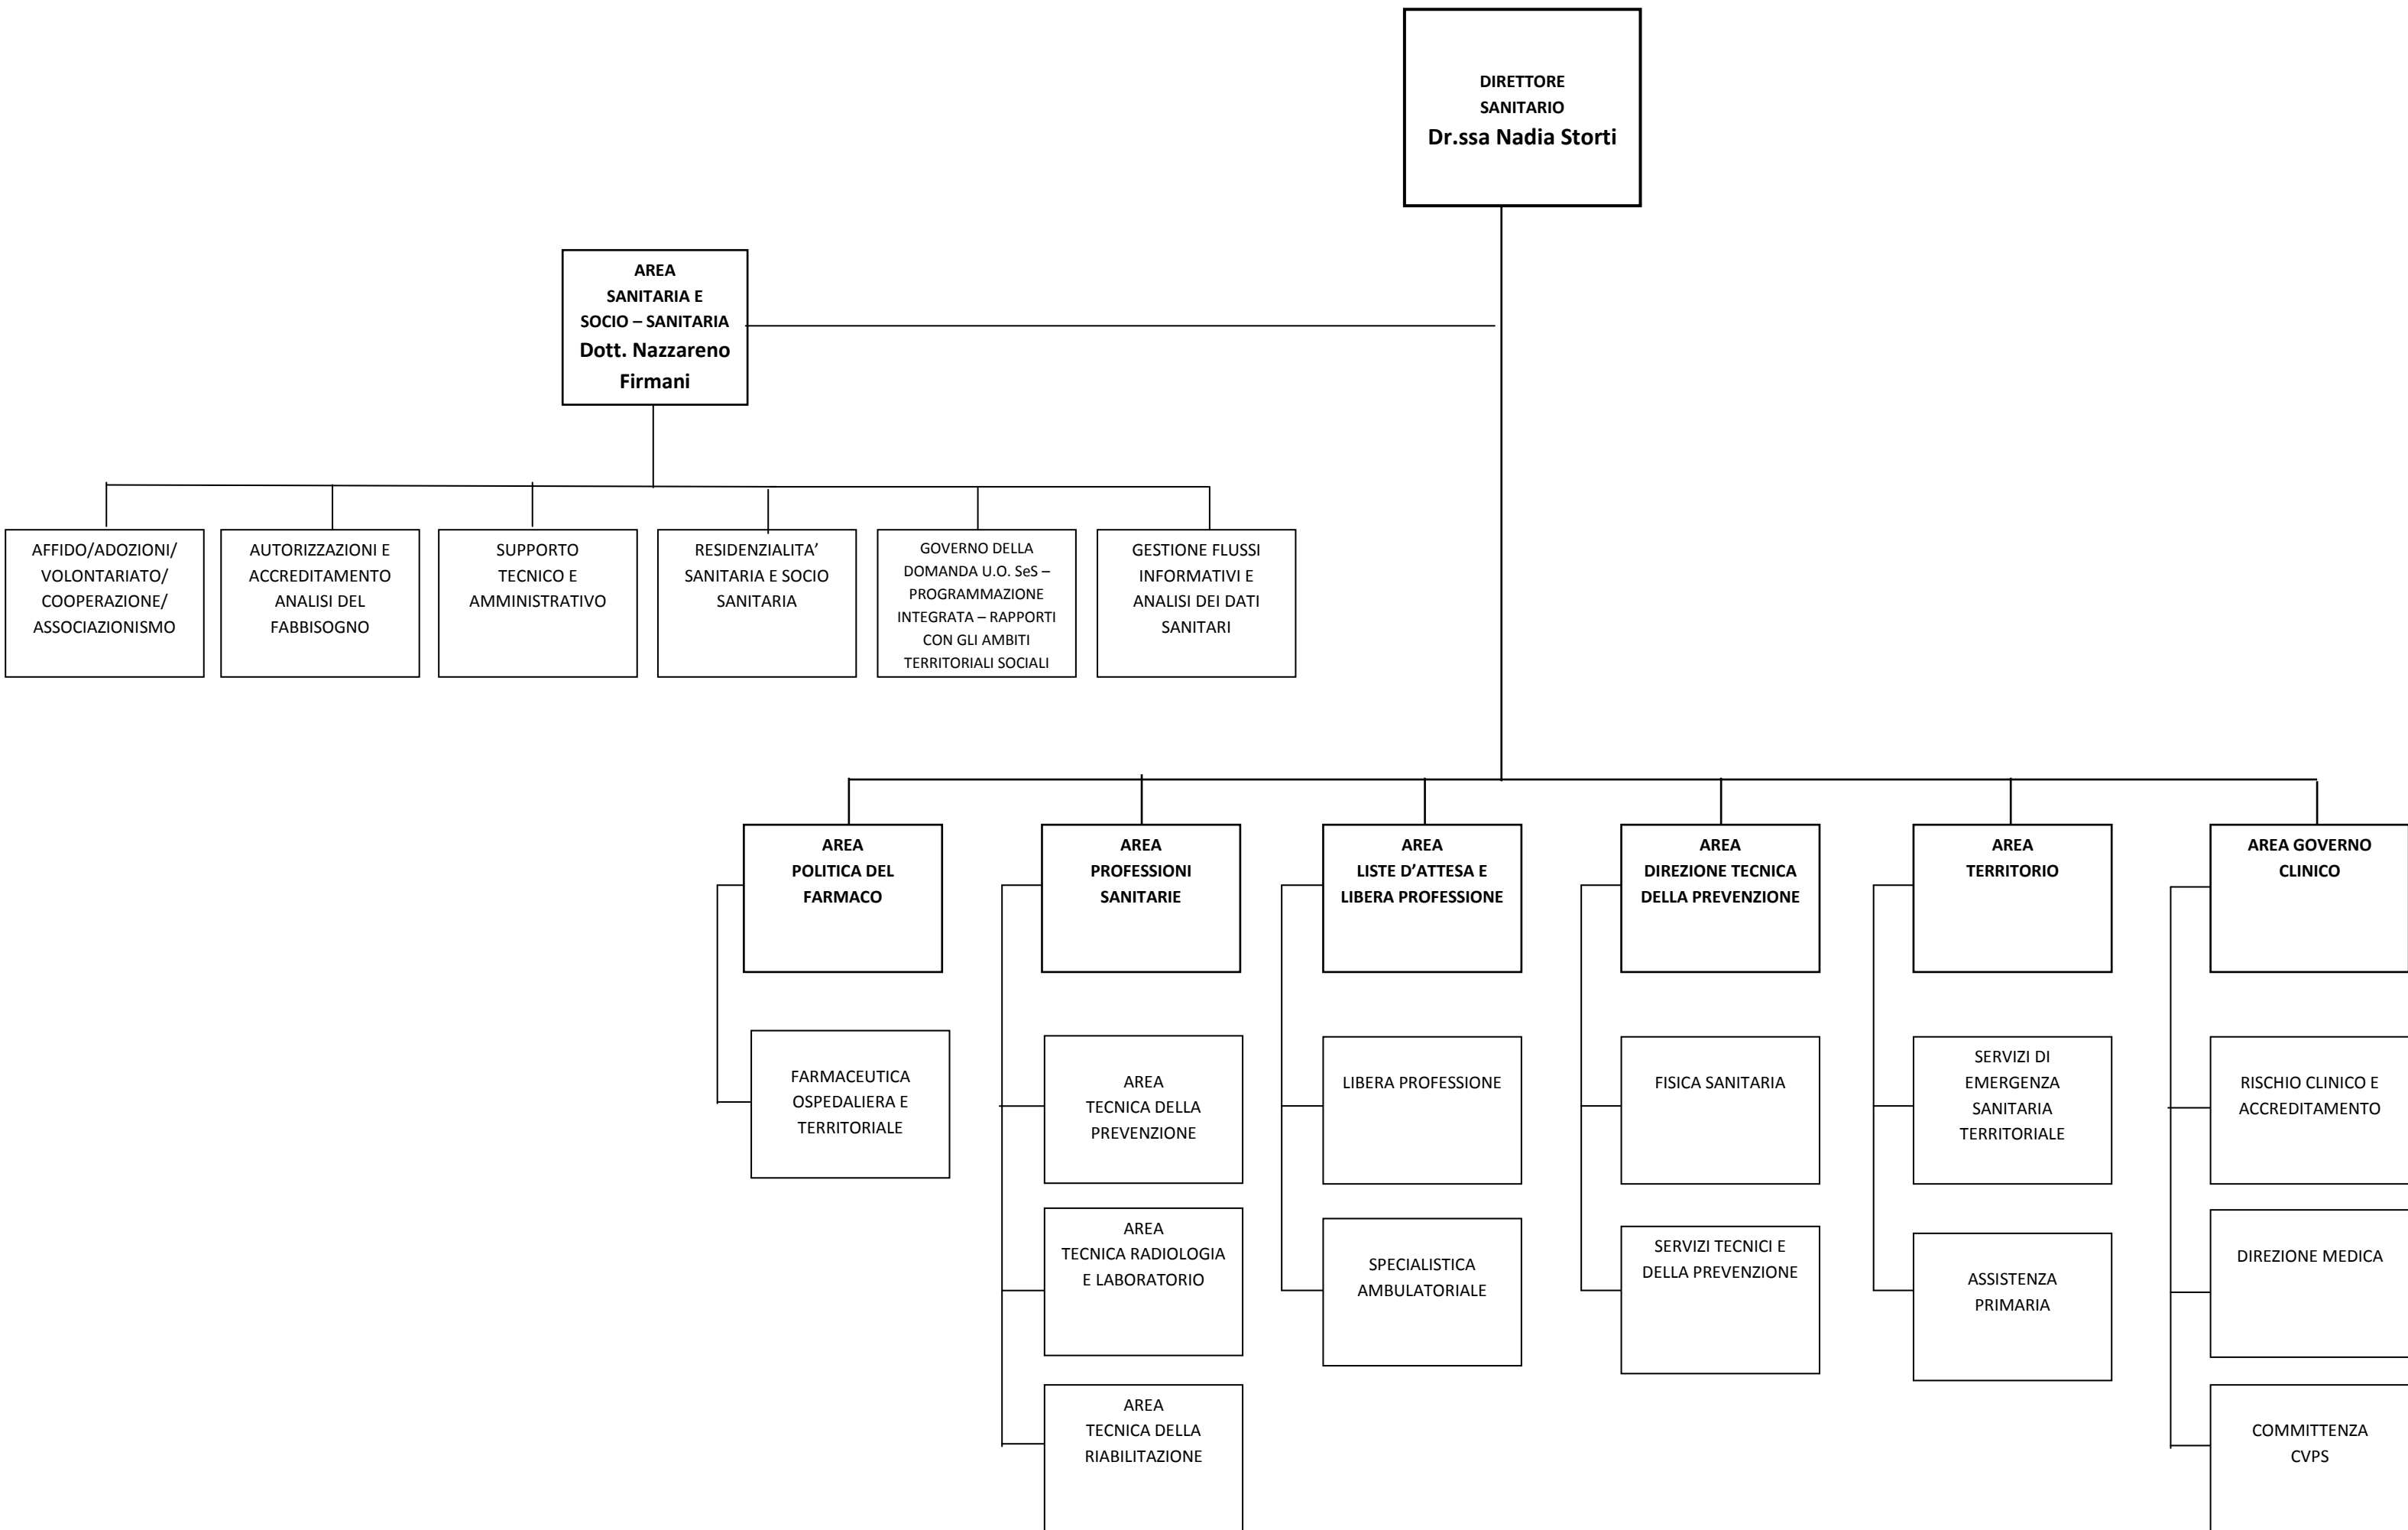 DIRETTORE
SANITARIO
Dr.ssa Nadia Storti
AREA
SANITARIA E
SOCIO – SANITARIA
Dott. Nazzareno
Firmani
AFFIDO/ADOZIONI/
VOLONTARIATO/
COOPERAZIONE/
ASSOCIAZIONISMO
AUTORIZZAZIONI E
ACCREDITAMENTO
ANALISI DEL
FABBISOGNO
SUPPORTO
TECNICO E
AMMINISTRATIVO
RESIDENZIALITA’
SANITARIA E SOCIO
SANITARIA
GOVERNO DELLA
DOMANDA U.O. SeS –
PROGRAMMAZIONE
INTEGRATA – RAPPORTI
CON GLI AMBITI
TERRITORIALI SOCIALI
GESTIONE FLUSSI
INFORMATIVI E
ANALISI DEI DATI
SANITARI
AREA
POLITICA DEL
FARMACO
AREA
PROFESSIONI
SANITARIE
AREA
LISTE D’ATTESA E
LIBERA PROFESSIONE
AREA
DIREZIONE TECNICA
DELLA PREVENZIONE
AREA
TERRITORIO
AREA GOVERNO
CLINICO
FARMACEUTICA
OSPEDALIERA E
TERRITORIALE
AREA
TECNICA DELLA
PREVENZIONE
LIBERA PROFESSIONE
FISICA SANITARIA
SERVIZI DI
EMERGENZA
SANITARIA
TERRITORIALE
RISCHIO CLINICO E
ACCREDITAMENTO
AREA
TECNICA RADIOLOGIA
E LABORATORIO
SPECIALISTICA
AMBULATORIALE
SERVIZI TECNICI E
DELLA PREVENZIONE
ASSISTENZA
PRIMARIA
DIREZIONE MEDICA
AREA
TECNICA DELLA
RIABILITAZIONE
COMMITTENZA
CVPS